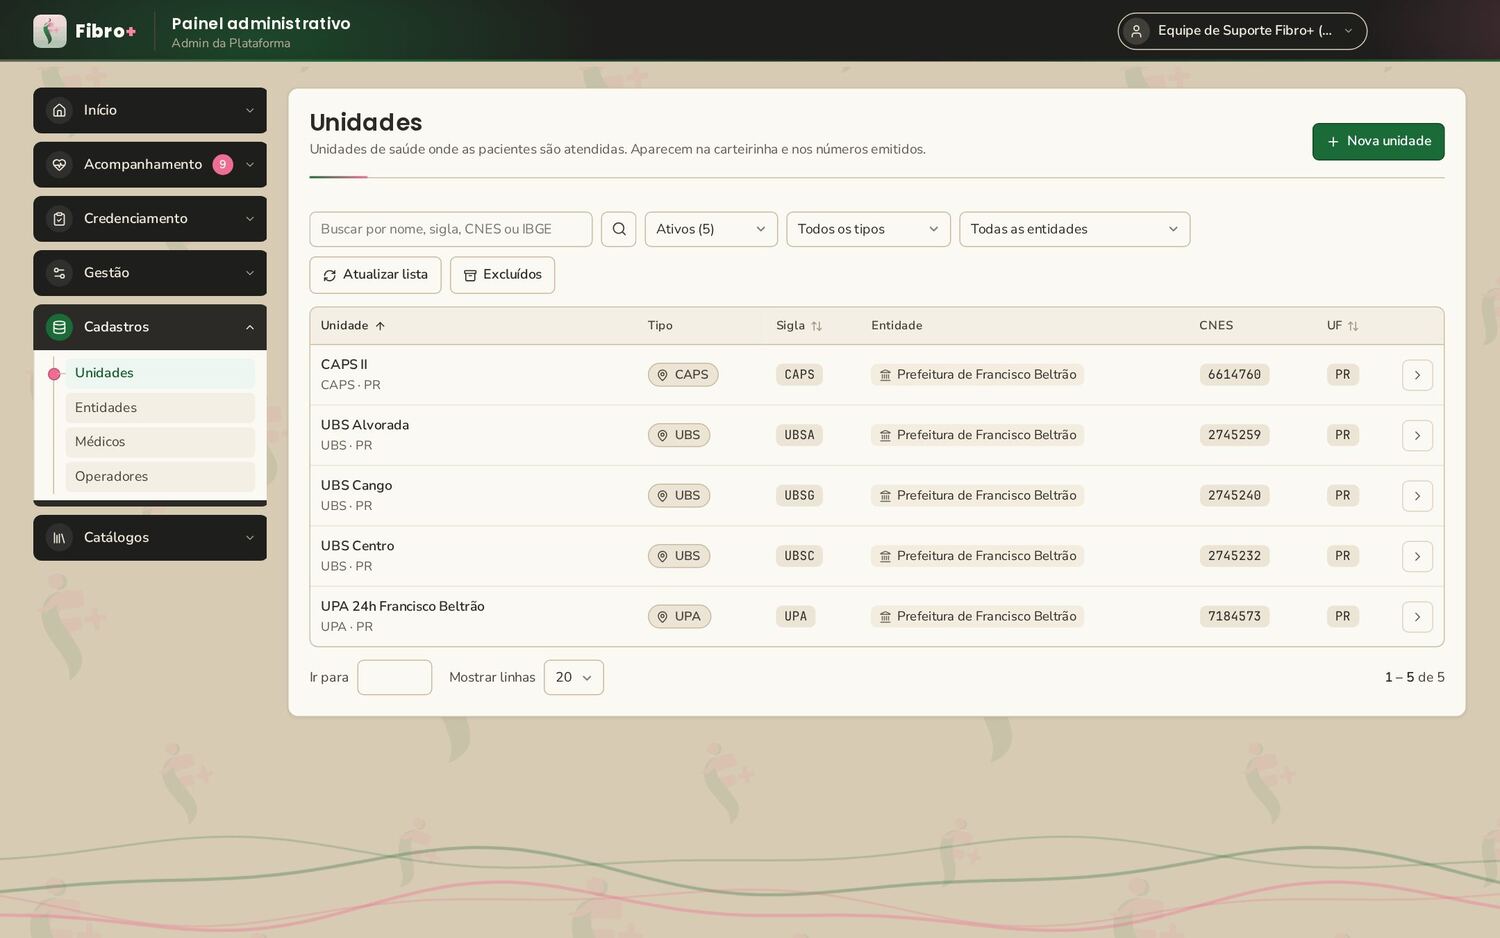 Fibro+
Painel administrativo
Admin da Plataforma
Equipe de Suporte Fibro+ (...
Início
Acompanhamento 9
Credenciamento
Gestão
Cadastros
Unidades
Entidades
Médicos
Operadores
Catálogos
Unidades
Unidades de saúde onde as pacientes são atendidas. Aparecem na carteirinha e nos números emitidos.
Nova unidade
Buscar por nome, sigla, CNES ou IBGE
Ativos (5)
Todos os tipos
Todas as entidades
Atualizar lista
Excluídos
Unidade Tipo Sigla Entidade CNES UF
CAPS II
CAPS · PR
CAPS CAPS Prefeitura de Francisco Beltrão 6614760 PR
UBS Alvorada
UBS · PR
UBS UBSA Prefeitura de Francisco Beltrão 2745259 PR
UBS Cango
UBS · PR
UBS UBSG Prefeitura de Francisco Beltrão 2745240 PR
UBS Centro
UBS · PR
UBS UBSC Prefeitura de Francisco Beltrão 2745232 PR
UPA 24h Francisco Beltrão
UPA · PR
UPA UPA Prefeitura de Francisco Beltrão 7184573 PR
Ir para
Mostrar linhas 20
1 – 5 de 5